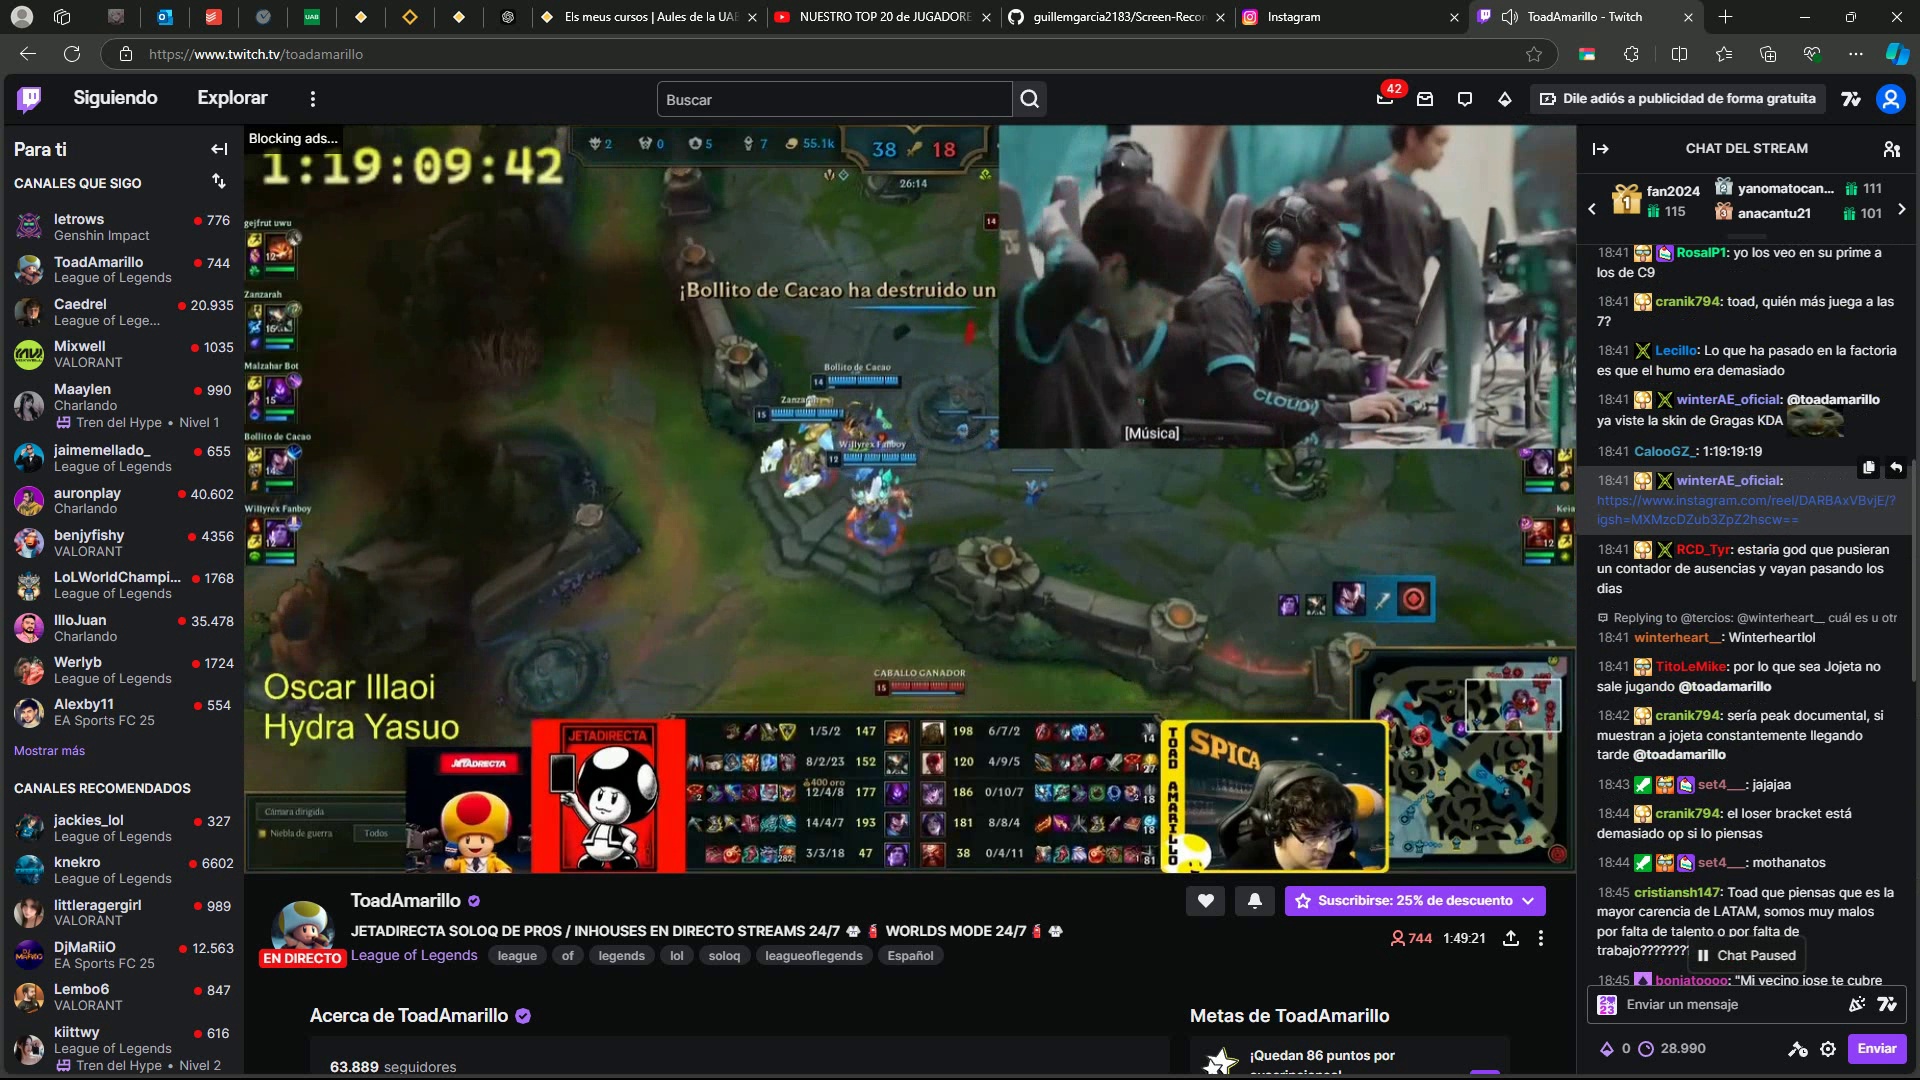 Els meus cursos | Aules de la UA
NUESTRO TOP 20 de JUGADORE
guillemgarcia2183/Screen-Recor
Instagram
ToadAmarillo - Twitch
https://www.twitch.tv/toadamarillo
Siguiendo
Explorar
Buscar
42
Dile adiós a publicidad de forma gratuita
Para ti
CANALES QUE SIGO
letrows
776
Genshin Impact
ToadAmarillo
744
League of Legends
Caedrel
20.935
League of Lege...
Mixwell
1035
VALORANT
Maaylen
990
Charlando
Tren del Hype • Nivel 1
jaimemellado_
655
League of Legends
auronplay
40.602
Charlando
benjyfishy
4356
VALORANT
LoLWorldChampi...
1768
League of Legends
IlloJuan
35.478
Charlando
Werlyb
1724
League of Legends
Alexby11
554
EA Sports FC 25
Mostrar más
CANALES RECOMENDADOS
jackies_lol
327
League of Legends
knekro
6602
League of Legends
littleragergirl
989
VALORANT
DjMaRiiO
12.563
EA Sports FC 25
Lembo6
847
VALORANT
kiittwy
616
League of Legends
Tren del Hype • Nivel 2
Blocking ads...
1:19:09:42
2 0 5 7 55.1k
38 18
26:14
gejfrut uwu
Zanzarah
Malzahar Bot
Bollito de Cacao
Willyrex Fanboy
¡Bollito de Cacao ha destruido un
Bollito de Cacao
14
15
Willyrex Fanboy
12
CLOUD9
[Música]
Keia
CABALLO GANADOR
15
Oscar Illaoi
Hydra Yasuo
Cámara dirigida
Niebla de guerra
Todos
JETADIRECTA
JETADIRECTA
1/5/2 147 198 6/7/2
8/2/23 152 120 4/9/5
400 oro
12/4/8 177 186 0/10/7
14/4/7 193 181 8/8/4
3/3/18 47 38 0/4/11
TOAD AMARILLO
SPICA
ToadAmarillo
EN DIRECTO
JETADIRECTA SOLOQ DE PROS / INHOUSES EN DIRECTO STREAMS 24/7 WORLDS MODE 24/7
League of Legends
league
of
legends
lol
soloq
leagueoflegends
Español
Suscribirse: 25% de descuento
744
1:49:21
Acerca de ToadAmarillo
63.889 seguidores
Metas de ToadAmarillo
¡Quedan 86 puntos por
CHAT DEL STREAM
1 fan2024 115
2 yanomatocan... 111
3 anacantu21 101
18:41 RosalP1: yo los veo en su prime a
los de C9
18:41 cranik794: toad, quién más juega a las
7?
18:41 Lecillo: Lo que ha pasado en la factoria
es que el humo era demasiado
18:41 winterAE_oficial: @toadamarillo
ya viste la skin de Gragas KDA
18:41 CalooGZ_: 1:19:19:19
18:41 winterAE_oficial:
https://www.instagram.com/reel/DARBAxVBvjE/?
igsh=MXMzcDZub3ZpZ2hscw==
18:41 RCD_Tyr: estaria god que pusieran
un contador de ausencias y vayan pasando los
dias
Replying to @tercios: @winterheart__ cuál es u otr
18:41 winterheart__: Winterheartlol
18:41 TitoLeMike: por lo que sea Jojeta no
sale jugando @toadamarillo
18:42 cranik794: sería peak documental, si
muestran a jojeta constantemente llegando
tarde @toadamarillo
18:43 set4___: jajajaa
18:44 cranik794: el loser bracket está
demasiado op si lo piensas
18:44 set4___: mothanatos
18:45 cristiansh147: Toad que piensas que es la
mayor carencia de LATAM, somos muy malos
por falta de talento o por falta de
trabajo????????
Chat Paused
18:45 boniatoooo: "Mi vecino jose te cubre
Enviar un mensaje
0
28.990
Enviar